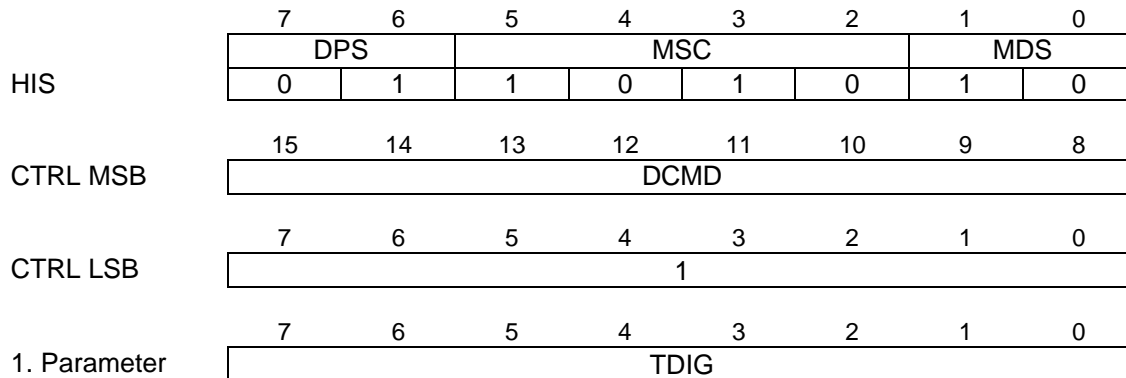 7 6 5 4 3 2 1 0
DPS MSC MDS
HIS 0 1 1 0 1 0 1 0
15 14 13 12 11 10 9 8
CTRL MSB DCMD
7 6 5 4 3 2 1 0
CTRL LSB 1
7 6 5 4 3 2 1 0
1. Parameter TDIG